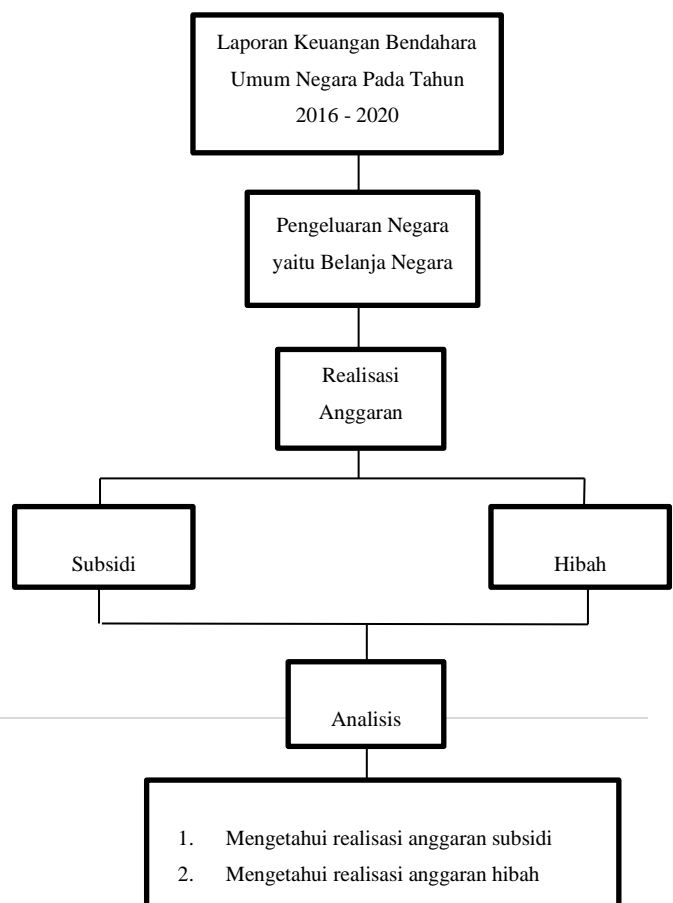 Laporan Keuangan Bendahara
Umum Negara Pada Tahun
2016 - 2020
Pengeluaran Negara
yaitu Belanja Negara
Realisasi
Anggaran
Subsidi
Hibah
Analisis
1. Mengetahui realisasi anggaran subsidi
2. Mengetahui realisasi anggaran hibah